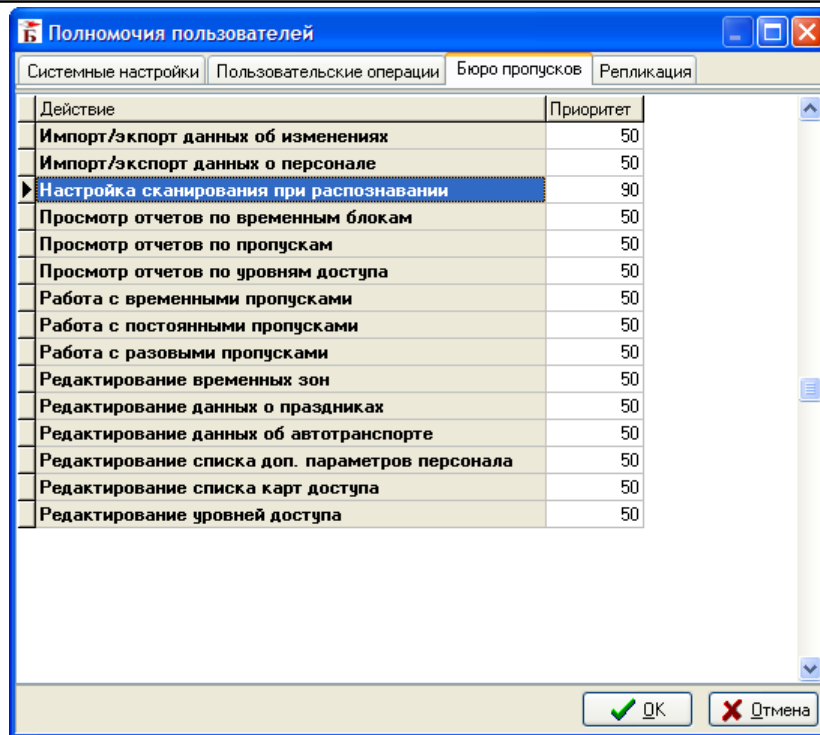 Полномочия пользователей
Системные настройки Пользовательские операции Бюро пропусков Репликация
Действие Приоритет
Импорт/экпорт данных об изменениях 50
Импорт/экспорт данных о персонале 50
Настройка сканирования при распознавании 90
Просмотр отчетов по временным блокам 50
Просмотр отчетов по пропускам 50
Просмотр отчетов по уровням доступа 50
Работа с временными пропусками 50
Работа с постоянными пропусками 50
Работа с разовыми пропусками 50
Редактирование временных зон 50
Редактирование данных о праздниках 50
Редактирование данных об автотранспорте 50
Редактирование списка доп. параметров персонала 50
Редактирование списка карт доступа 50
Редактирование уровней доступа 50
OK Отмена